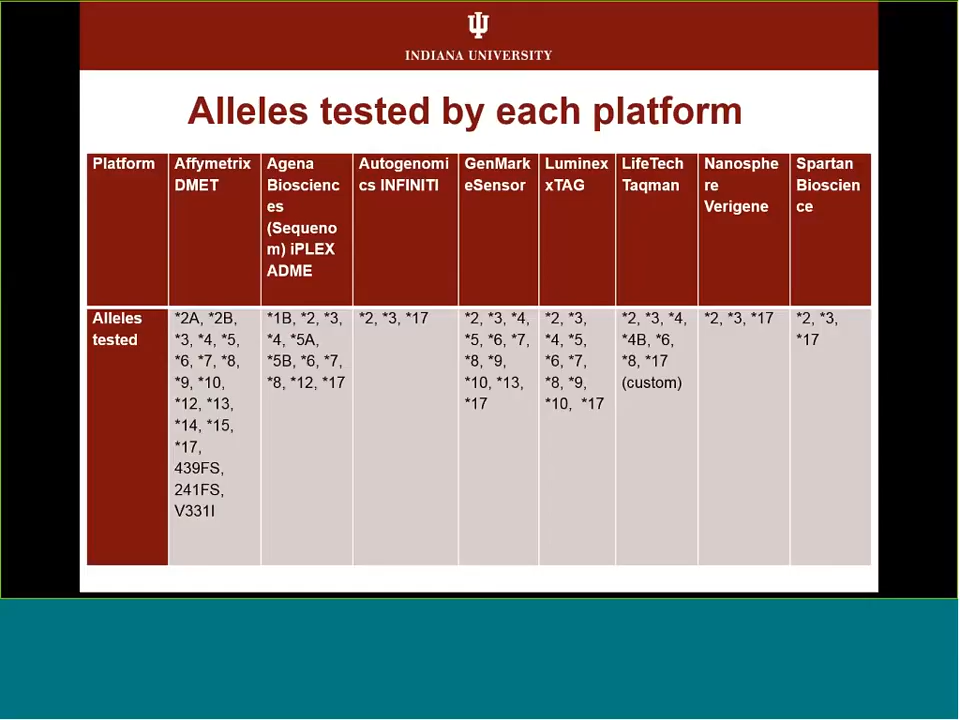 INDIANA UNIVERSITY
Alleles tested by each platform
Platform
Affymetrix
DMET
Agena
Bioscienc
es
(Sequeno
m) iPLEX
ADME
Autogenomi
cs INFINITI
GenMark
eSensor
Luminex
xTAG
LifeTech
Taqman
Nanosphe
re
Verigene
Spartan
Bioscien
ce
Alleles
tested
*2A, *2B,
*3, *4, *5,
*6, *7, *8,
*9, *10,
*12, *13,
*14, *15,
*17,
439FS,
241FS,
V331I
*1B, *2, *3,
*4, *5A,
*5B, *6, *7,
*8, *12, *17
*2, *3, *17
*2, *3, *4,
*5, *6, *7,
*8, *9,
*10, *13,
*17
*2, *3,
*4, *5,
*6, *7,
*8, *9,
*10, *17
*2, *3, *4,
*4B, *6,
*8, *17
(custom)
*2, *3, *17
*2, *3,
*17